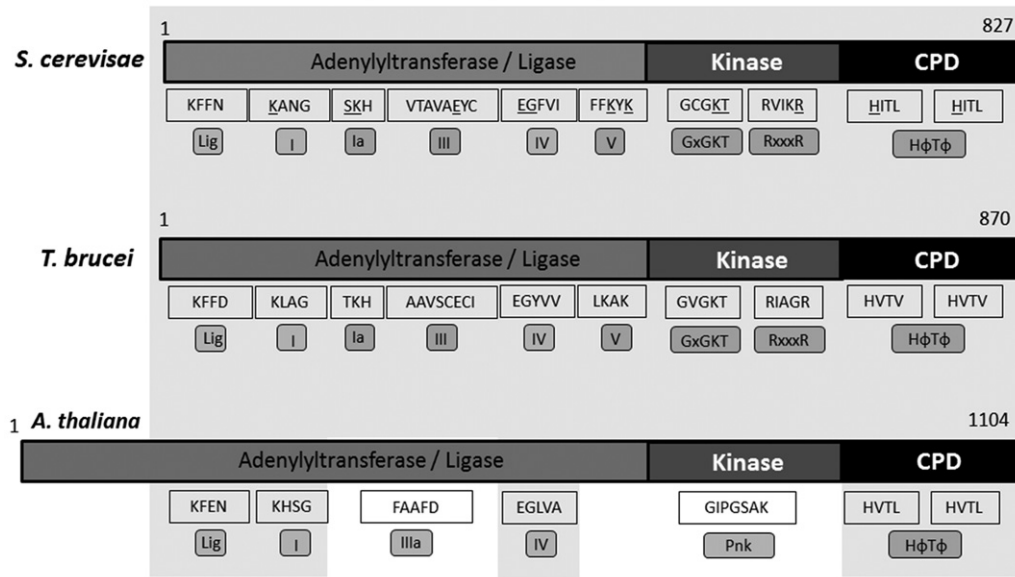 1 827
S. cerevisae Adenylyltransferase / Ligase Kinase CPD
KFFN KANG SKH VTAVAEYC EGFVI FFKYK GCGKT RVIKR HITL HITL
Lig I Ia III IV V GxGKT RxxxR HϕTϕ
1 870
T. brucei Adenylyltransferase / Ligase Kinase CPD
KFFD KLAG TKH AAVSCECI EGYVV LKAK GVGKT RIAGR HVTV HVTV
Lig I Ia III IV V GxGKT RxxxR HϕTϕ
1 A. thaliana 1104
Adenylyltransferase / Ligase Kinase CPD
KFEN KHSG FAAFD EGLVA GIPGSAK HVTL HVTL
Lig I IIIa IV Pnk HϕTϕ